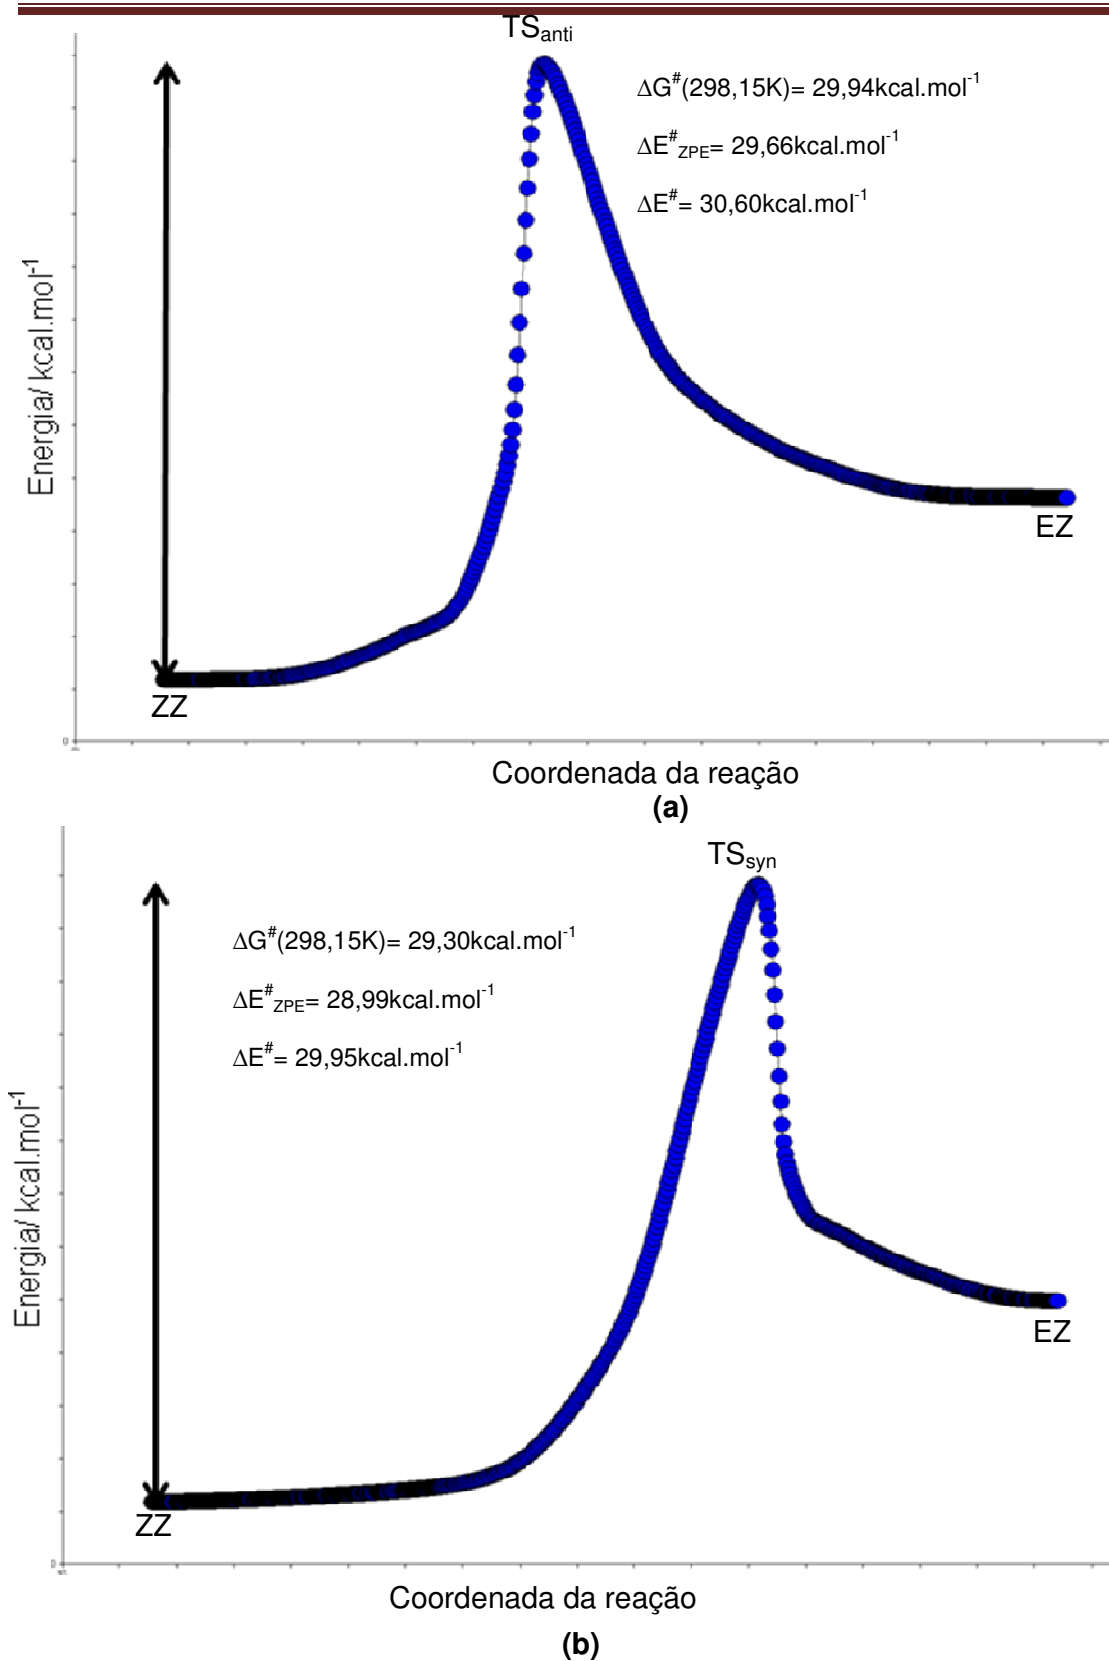 TSanti
ΔG#(298,15K)= 29,94kcal.mol-1
ΔE#ZPE= 29,66kcal.mol-1
ΔE#= 30,60kcal.mol-1
Energia/ kcal.mol-1
EZ
ZZ
Coordenada da reação
(a)
TSsyn
ΔG#(298,15K)= 29,30kcal.mol-1
ΔE#ZPE= 28,99kcal.mol-1
ΔE#= 29,95kcal.mol-1
Energia/ kcal.mol-1
EZ
ZZ
Coordenada da reação
(b)